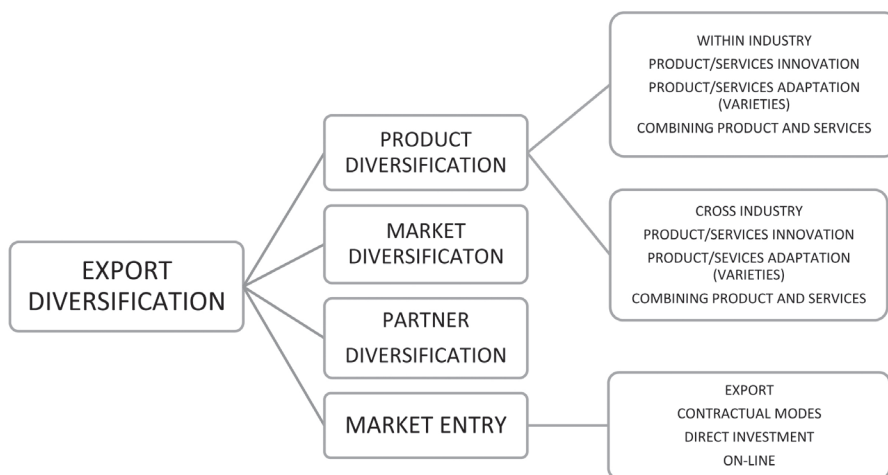 EXPORT
DIVERSIFICATION
PRODUCT
DIVERSIFICATION
MARKET
DIVERSIFICATON
PARTNER
DIVERSIFICATION
MARKET ENTRY
WITHIN INDUSTRY
PRODUCT/SERVICES INNOVATION
PRODUCT/SERVICES ADAPTATION
(VARIETIES)
COMBINING PRODUCT AND SERVICES
CROSS INDUSTRY
PRODUCT/SERVICES INNOVATION
PRODUCT/SEVICES ADAPTATION
(VARIETIES)
COMBINING PRODUCT AND SERVICES
EXPORT
CONTRACTUAL MODES
DIRECT INVESTMENT
ON-LINE